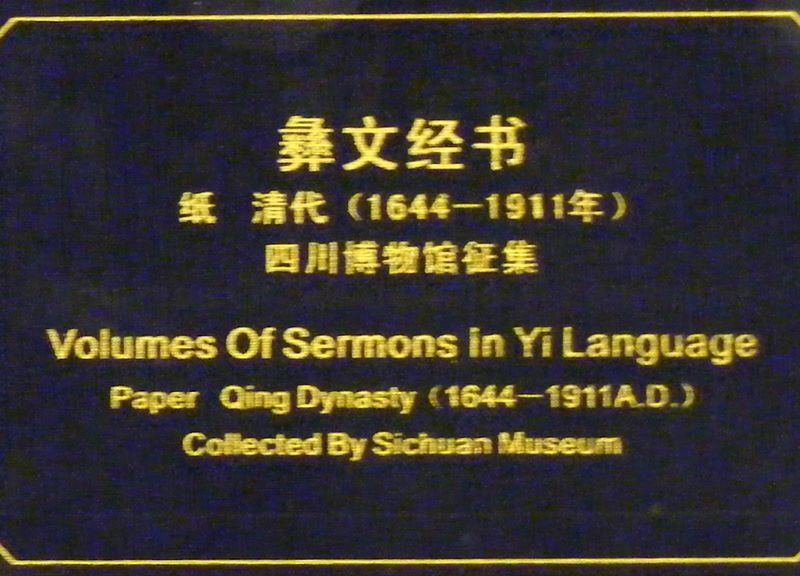 彝文经书
纸 清代（1644—1911年）
四川博物馆征集
Volumes Of Sermons in Yi Language
Paper Qing Dynasty（1644—1911A.D.）
Collected By Sichuan Museum